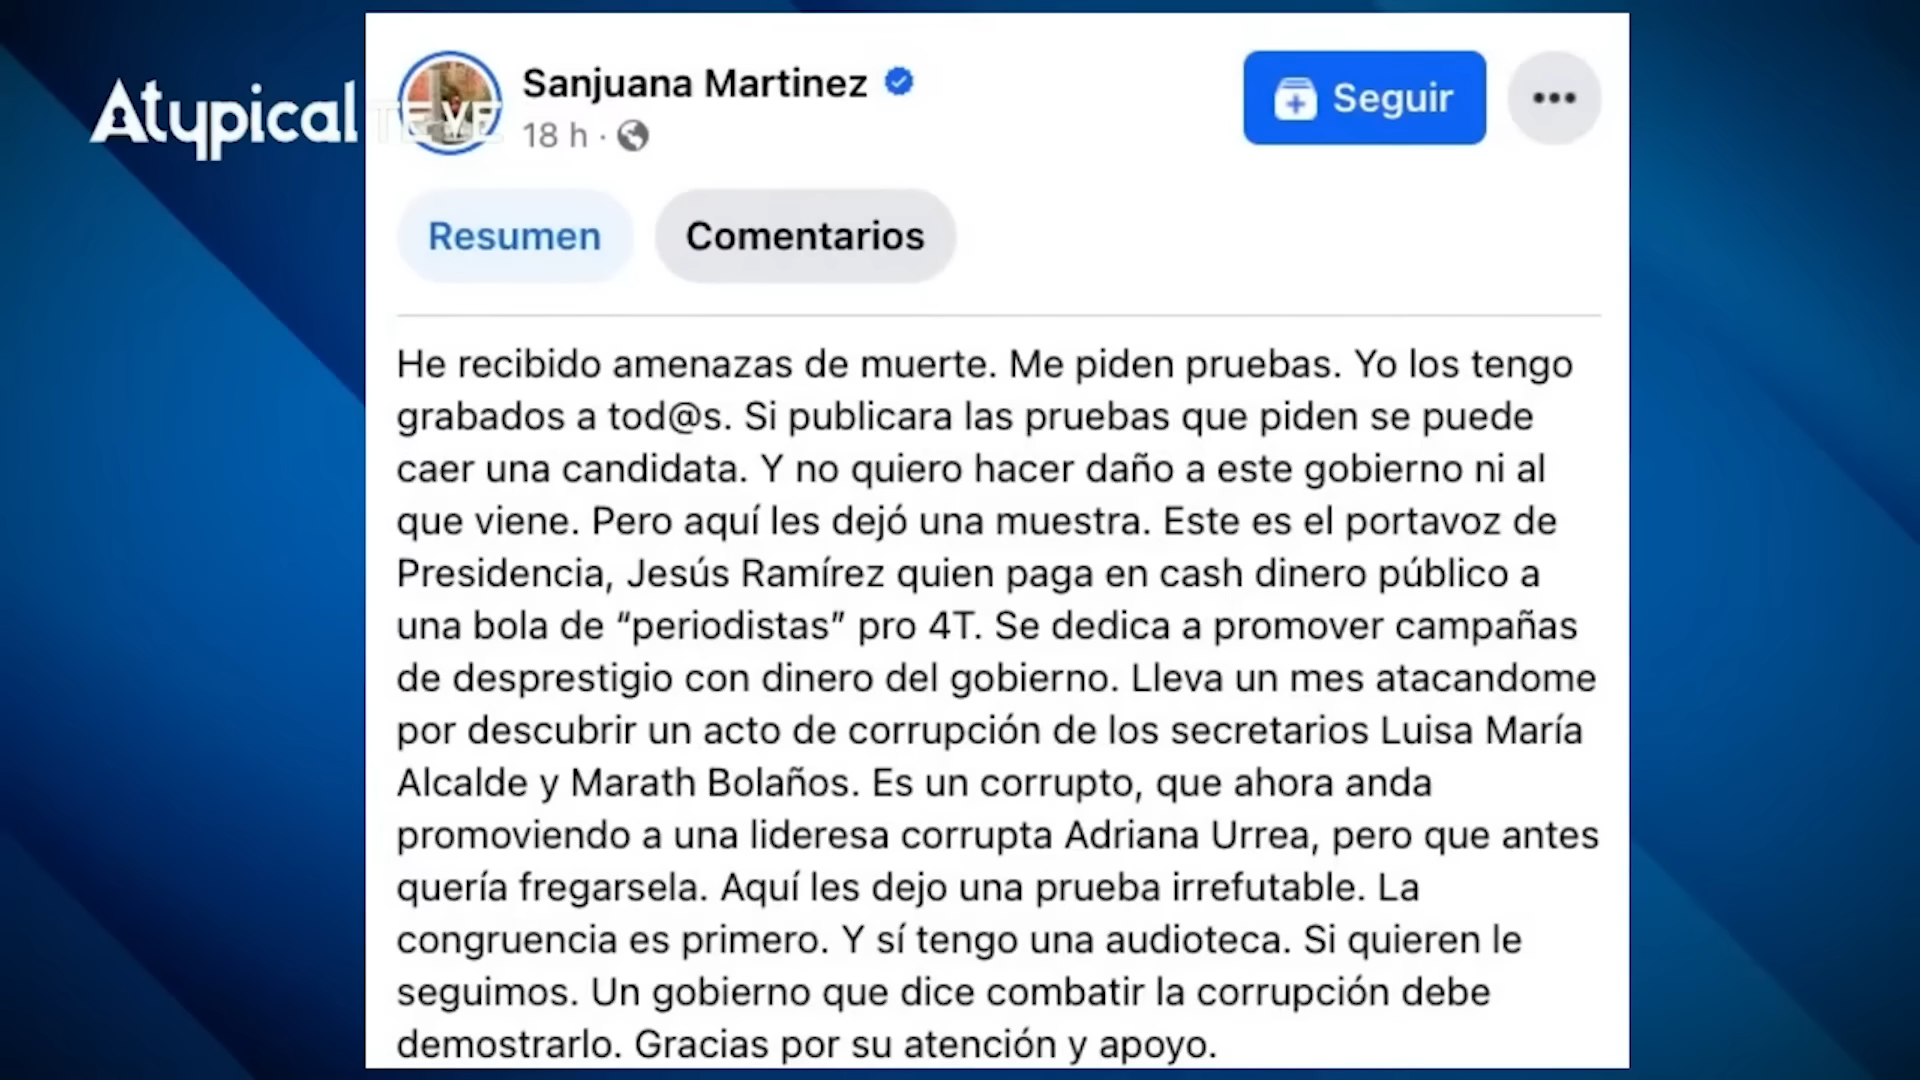 Atypical TEVE
Sanjuana Martinez
18 h ·
Seguir
Resumen
Comentarios
He recibido amenazas de muerte. Me piden pruebas. Yo los tengo
grabados a tod@s. Si publicara las pruebas que piden se puede
caer una candidata. Y no quiero hacer daño a este gobierno ni al
que viene. Pero aquí les dejó una muestra. Este es el portavoz de
Presidencia, Jesús Ramírez quien paga en cash dinero público a
una bola de “periodistas” pro 4T. Se dedica a promover campañas
de desprestigio con dinero del gobierno. Lleva un mes atacandome
por descubrir un acto de corrupción de los secretarios Luisa María
Alcalde y Marath Bolaños. Es un corrupto, que ahora anda
promoviendo a una lideresa corrupta Adriana Urrea, pero que antes
quería fregarsela. Aquí les dejo una prueba irrefutable. La
congruencia es primero. Y sí tengo una audioteca. Si quieren le
seguimos. Un gobierno que dice combatir la corrupción debe
demostrarlo. Gracias por su atención y apoyo.